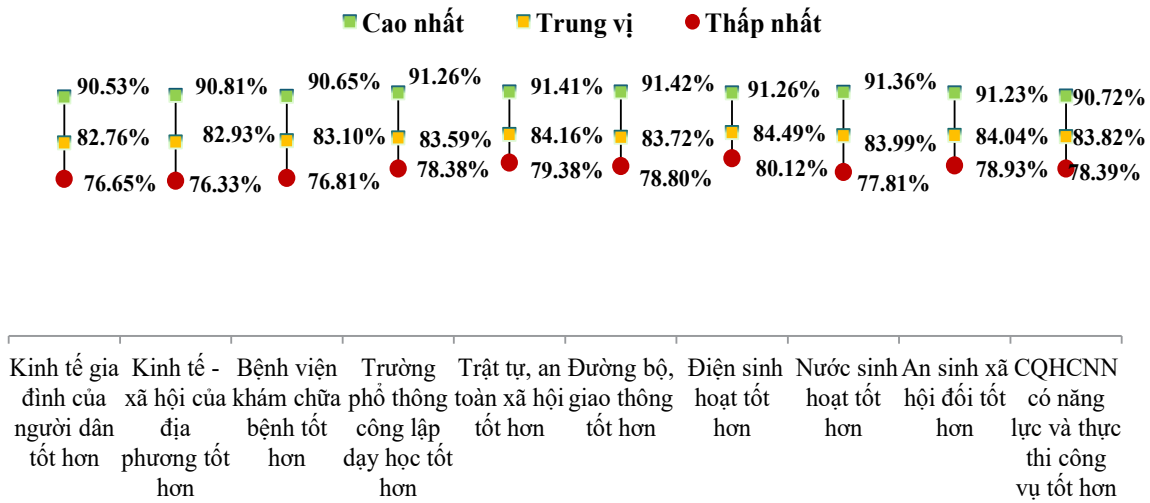 Cao nhất Trung vị Thấp nhất
90.53% 90.81% 90.65% 91.26% 91.41% 91.42% 91.26% 91.36% 91.23% 90.72%
82.76% 82.93% 83.10% 83.59% 84.16% 83.72% 84.49% 83.99% 84.04% 83.82%
76.65% 76.33% 76.81% 78.38% 79.38% 78.80% 80.12% 77.81% 78.93% 78.39%
Kinh tế gia
đình của
người dân
tốt hơn
Kinh tế -
xã hội của
địa
phương tốt
hơn
Bệnh viện
khám chữa
bệnh tốt
hơn
Trường
phổ thông
công lập
dạy học tốt
hơn
Trật tự, an
toàn xã hội
tốt hơn
Đường bộ,
giao thông
tốt hơn
Điện sinh
hoạt tốt
hơn
Nước sinh
hoạt tốt
hơn
An sinh xã
hội đối tốt
hơn
CQHCNN
có năng
lực và thực
thi công
vụ tốt hơn